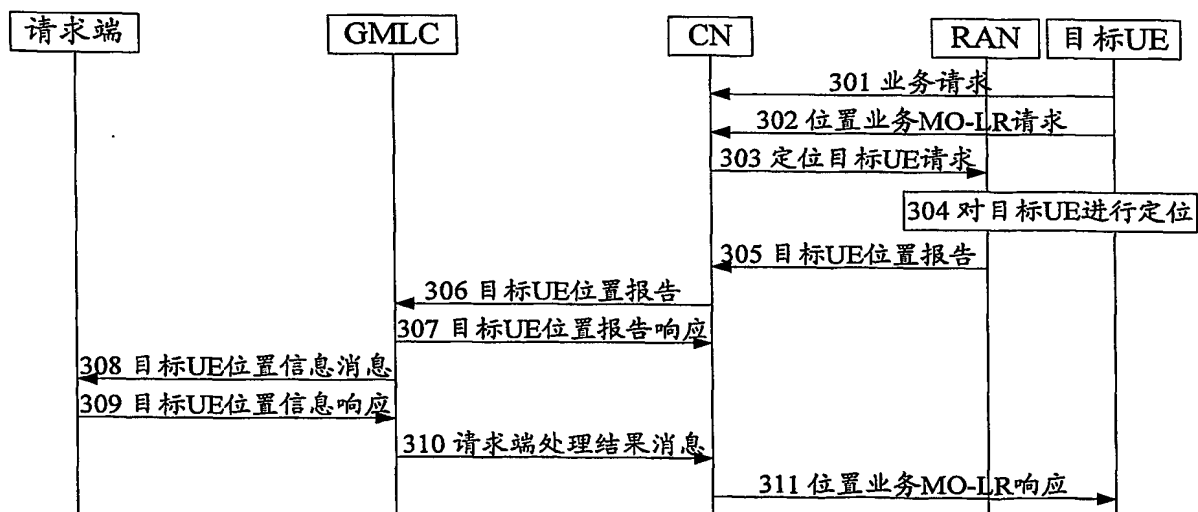 请求端 GMLC CN RAN 目标UE
301 业务请求
302 位置业务MO-LR请求
303 定位目标UE请求
304 对目标UE进行定位
305 目标UE位置报告
306 目标UE位置报告
307 目标UE位置报告响应
308 目标UE位置信息消息
309 目标UE位置信息响应
310 请求端处理结果消息
311 位置业务MO-LR响应